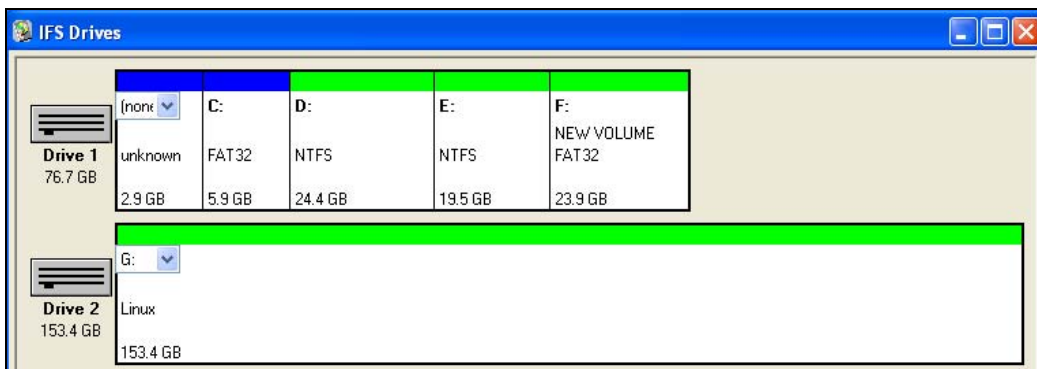 IFS Drives
Drive 1
76.7 GB
(none
unknown
2.9 GB
C:
FAT32
5.9 GB
D:
NTFS
24.4 GB
E:
NTFS
19.5 GB
F:
NEW VOLUME
FAT32
23.9 GB
Drive 2
153.4 GB
G:
Linux
153.4 GB